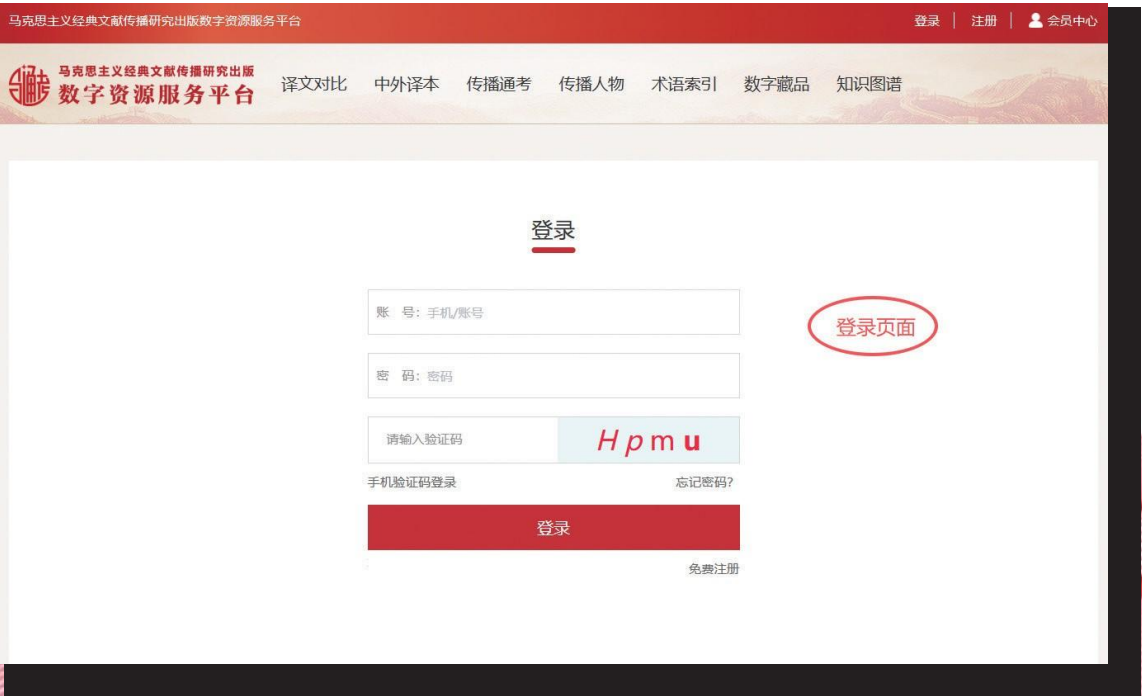 马克思主义经典文献传播研究出版数字资源服务平台 登录 | 注册 | 会员中心
马克思主义经典文献传播研究出版
数字资源服务平台
译文对比 中外译本 传播通考 传播人物 术语索引 数字藏品 知识图谱
登录
账 号: 手机/账号
登录页面
密 码: 密码
请输入验证码 Hpmu
手机验证码登录 忘记密码?
登录
免费注册